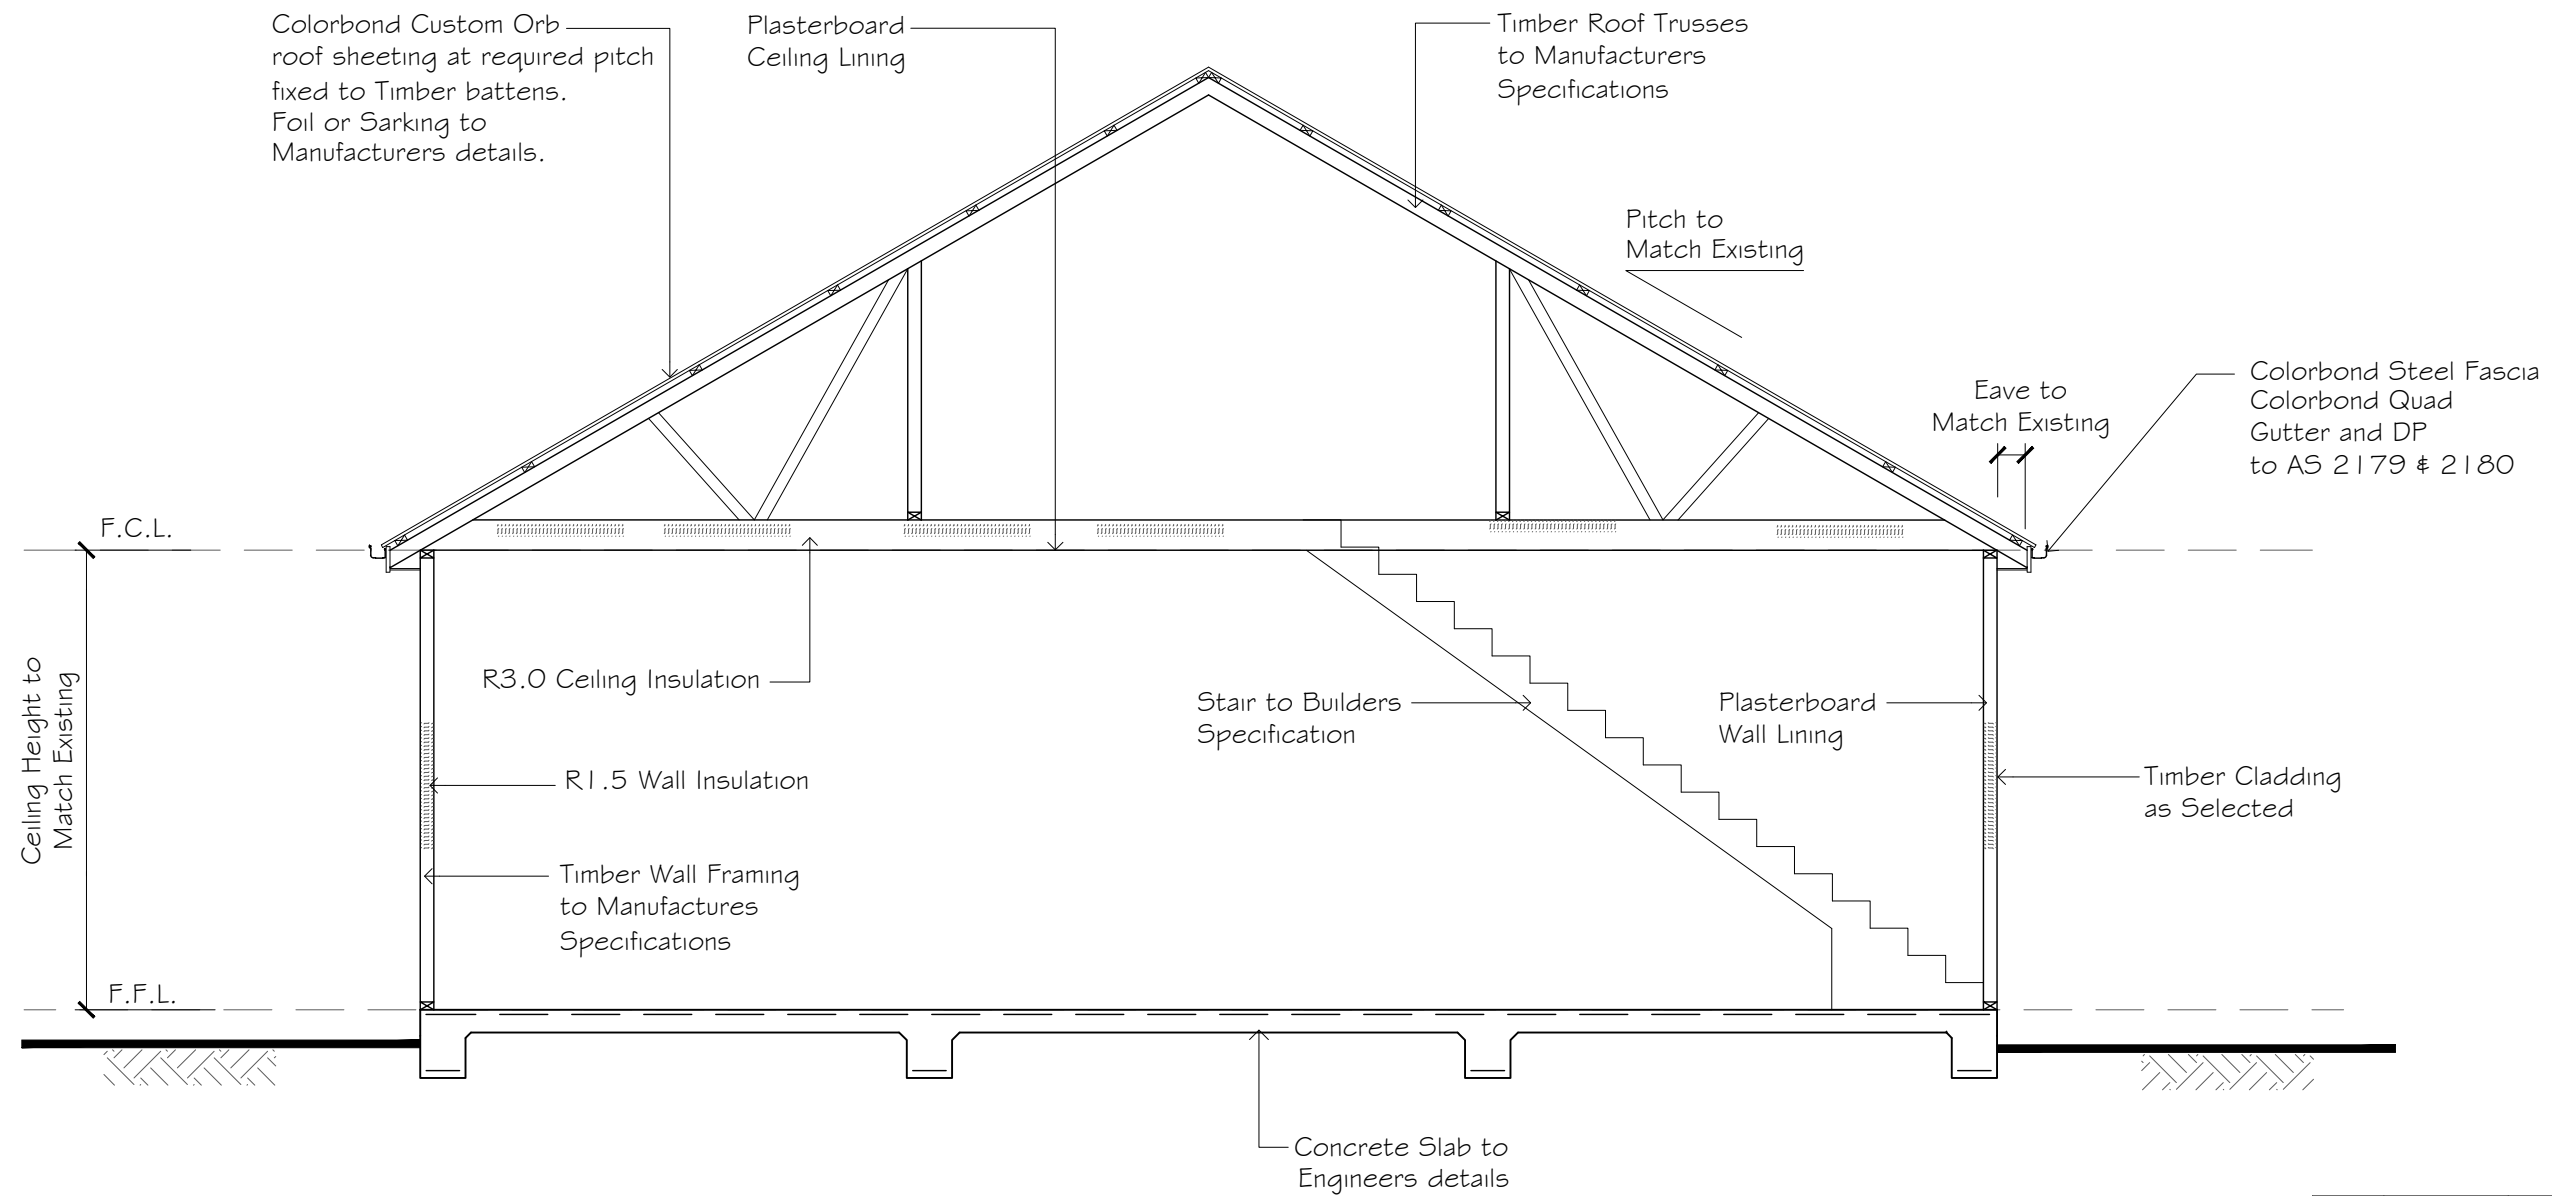 Colorbond Custom Orb
roof sheeting at required pitch
fixed to Timber battens.
Foil or Sarking to
Manufacturers details.
Plasterboard
Ceiling Lining
Timber Roof Trusses
to Manufacturers
Specifications
Pitch to
Match Existing
Eave to
Match Existing
Colorbond Steel Fascia
Colorbond Quad
Gutter and DP
to AS 2179 & 2180
F.C.L.
Ceiling Height to
Match Existing
R3.0 Ceiling Insulation
Stair to Builders
Specification
Plasterboard
Wall Lining
R1.5 Wall Insulation
Timber Cladding
as Selected
Timber Wall Framing
to Manufactures
Specifications
F.F.L.
Concrete Slab to
Engineers details